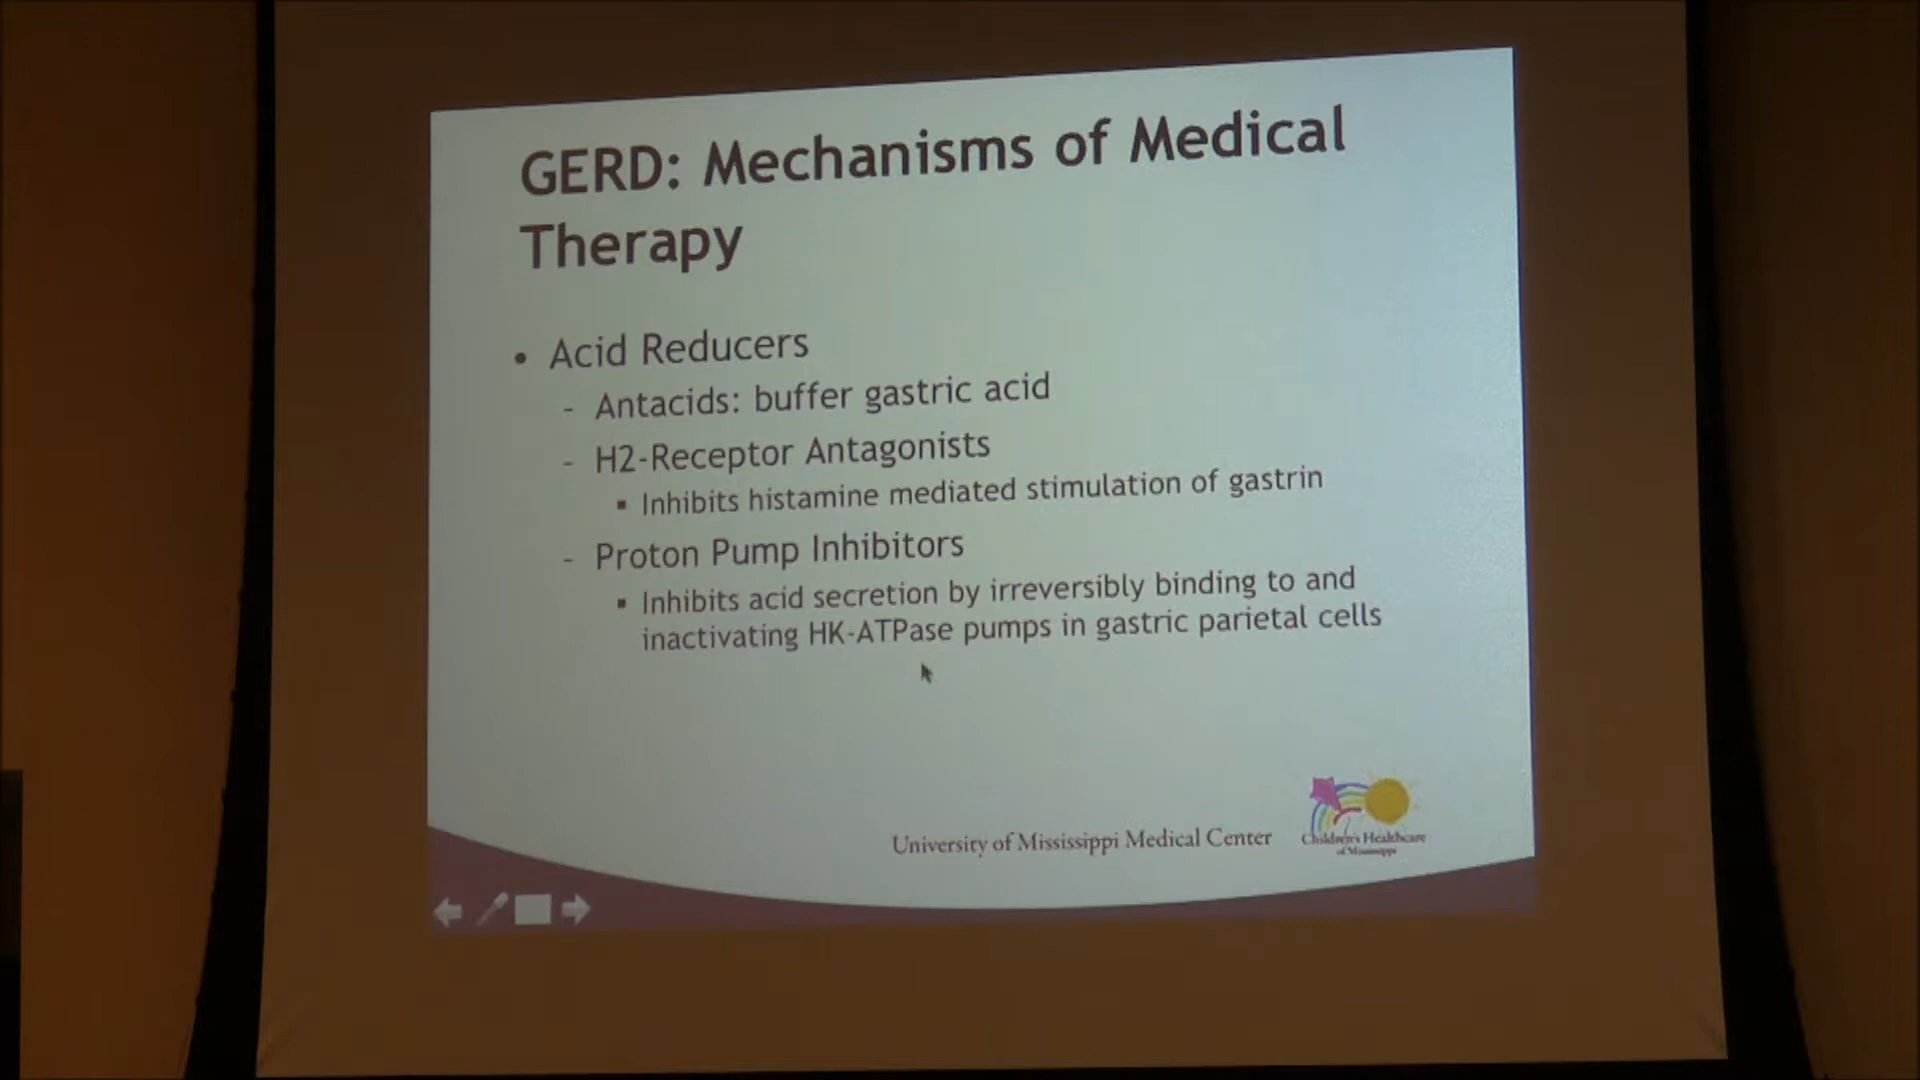 GERD: Mechanisms of Medical
Therapy
• Acid Reducers
- Antacids: buffer gastric acid
- H2-Receptor Antagonists
▪ Inhibits histamine mediated stimulation of gastrin
- Proton Pump Inhibitors
▪ Inhibits acid secretion by irreversibly binding to and
inactivating HK-ATPase pumps in gastric parietal cells
University of Mississippi Medical Center
Children's Healthcare
of Mississippi